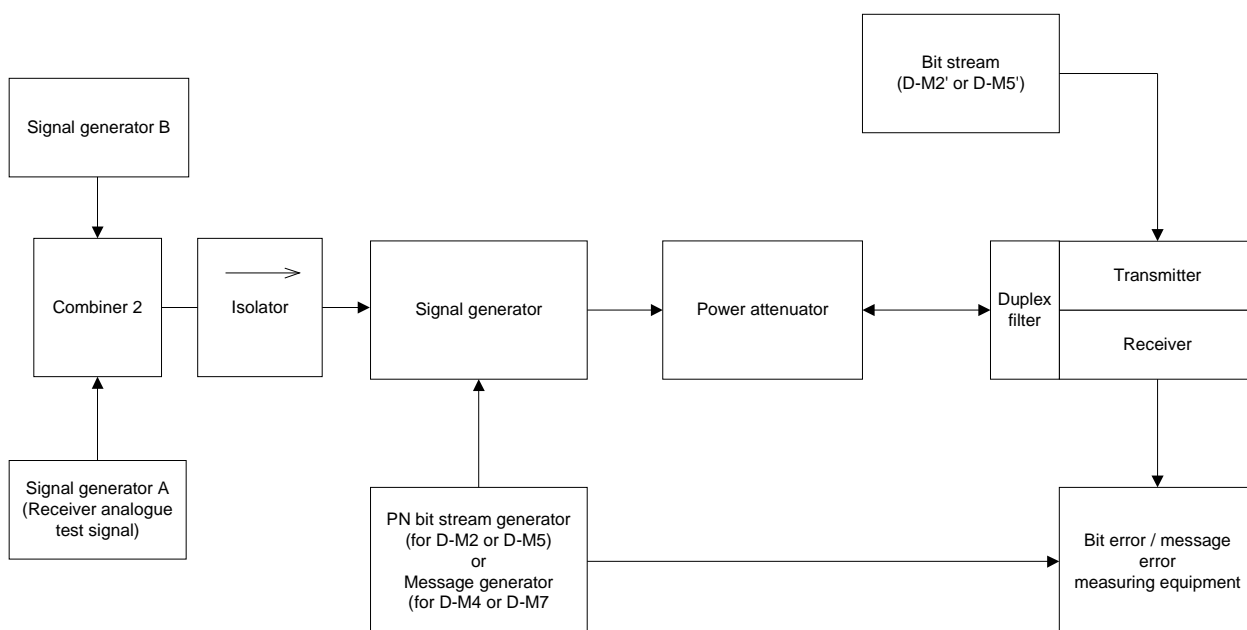 Bit stream
(D-M2' or D-M5')
Signal generator B
Combiner 2
Isolator
Signal generator
Power attenuator
Duplex
filter
Transmitter
Receiver
Signal generator A
(Receiver analogue
test signal)
PN bit stream generator
(for D-M2 or D-M5)
or
Message generator
(for D-M4 or D-M7
Bit error / message
error
measuring equipment